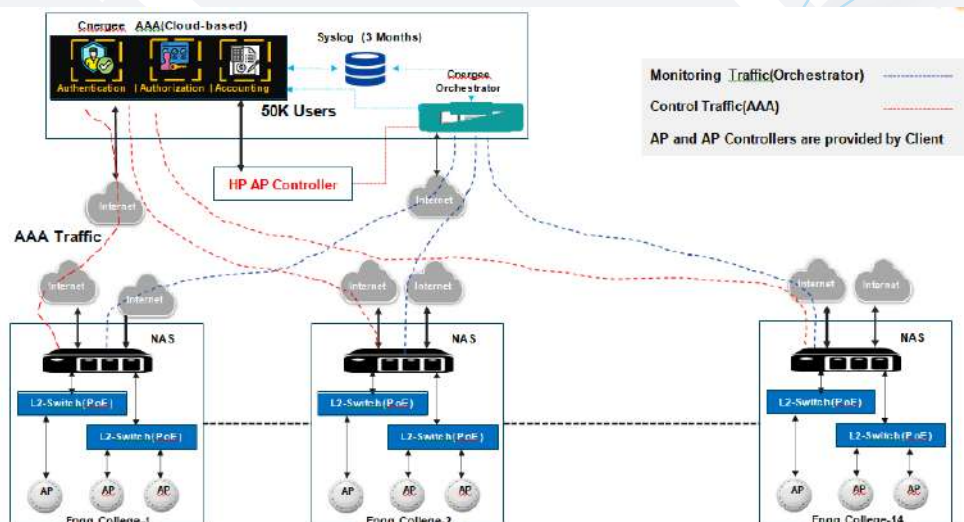 Cnergee AAA(Cloud-based)
Authentication | Authorization | Accounting
Syslog (3 Months)
Cnergee
Orchestrator
50K Users
HP AP Controller
Monitoring Traffic(Orchestrator)
Control Traffic(AAA)
AP and AP Controllers are provided by Client
Internet
Internet
AAA Traffic
Internet
Internet
Internet
Internet
Internet
Internet
NAS
NAS
NAS
L2-Switch(PoE)
L2-Switch(PoE)
L2-Switch(PoE)
L2-Switch(PoE)
L2-Switch(PoE)
L2-Switch(PoE)
AP
AP
AP
AP
AP
AP
AP
AP
AP
Engg College-1
Engg College-2
Engg College-14